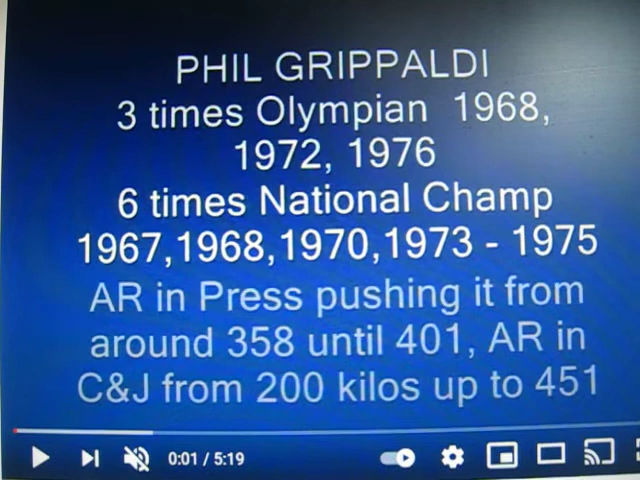 PHIL GRIPPALDI
3 times Olympian 1968,
1972, 1976
6 times National Champ
1967,1968,1970,1973 - 1975
AR in Press pushing it from
around 358 until 401, AR in
C&J from 200 kilos up to 451
0:01 / 5:19